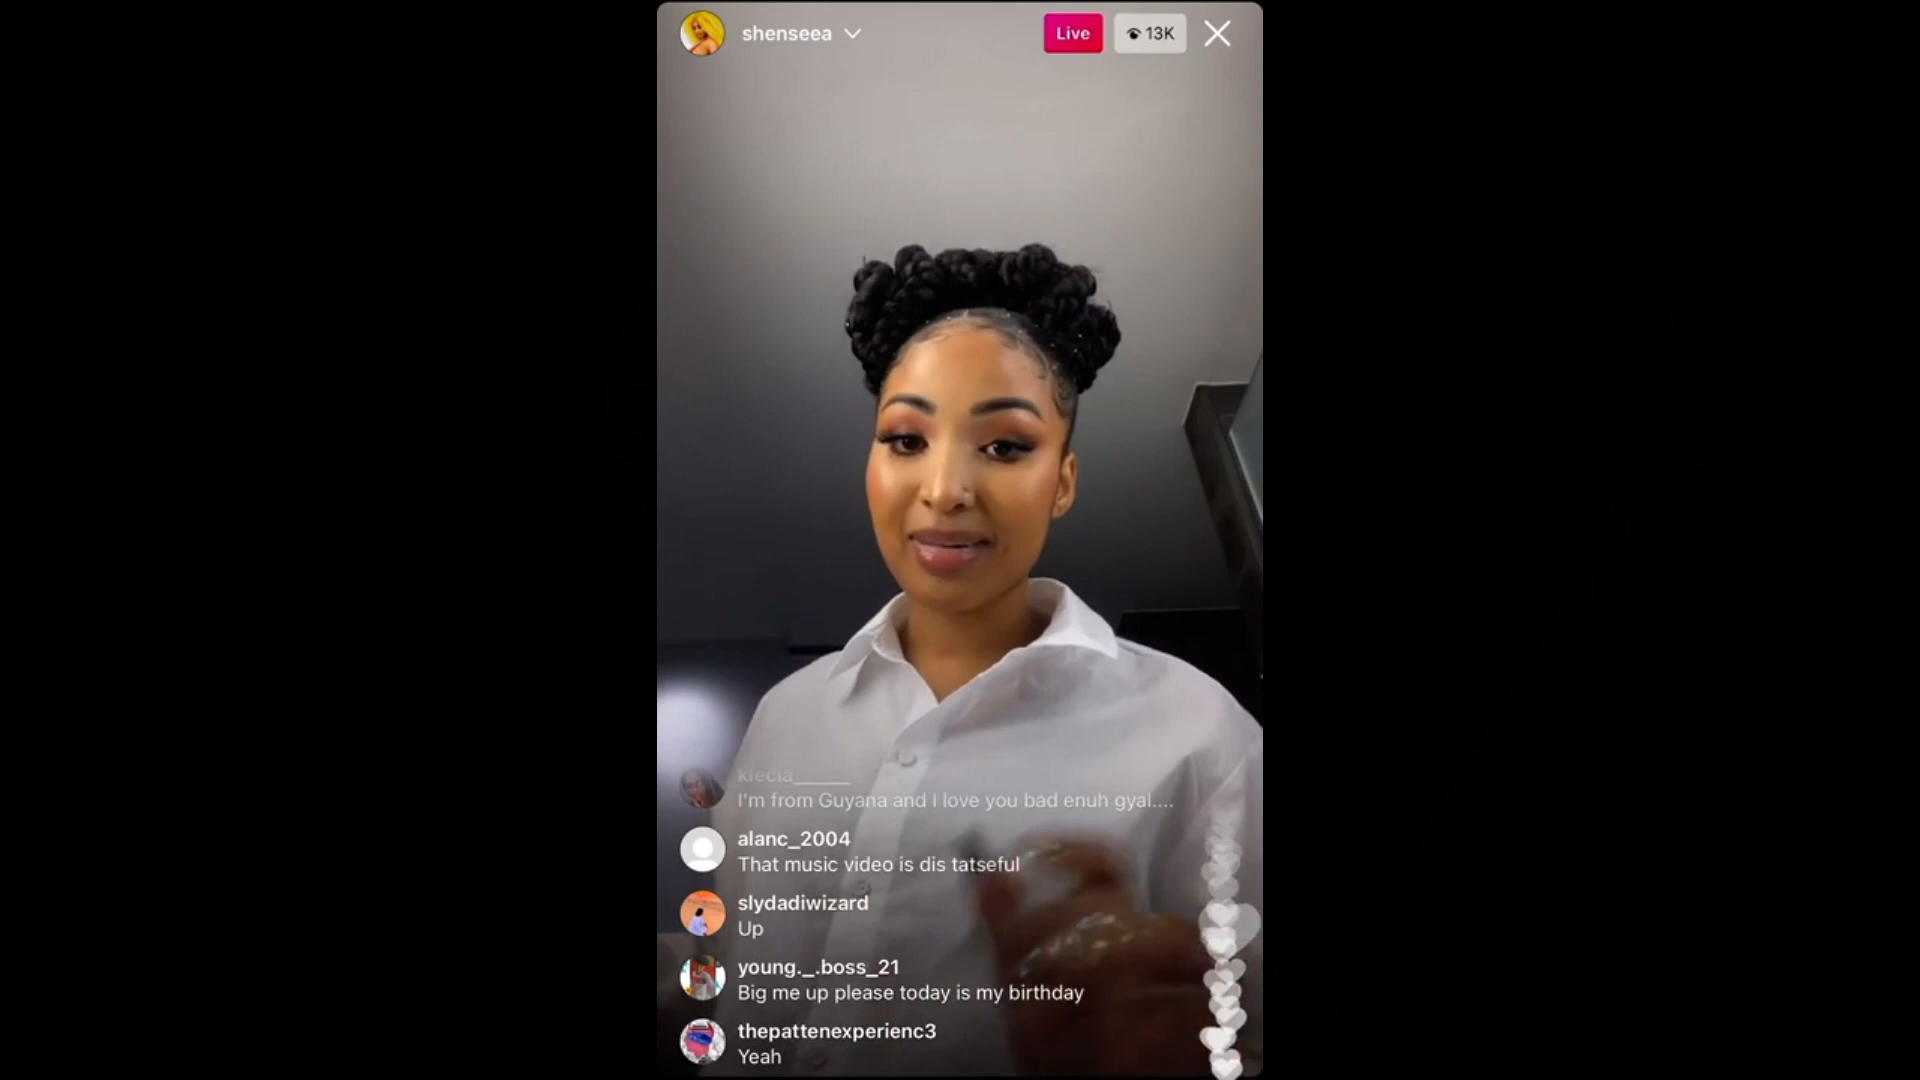 shenseea
Live
13K
klecia______
I'm from Guyana and I love you bad enuh gyal....
alanc_2004
That music video is dis tatseful
slydadiwizard
Up
young._.boss_21
Big me up please today is my birthday
thepattenexperienc3
Yeah